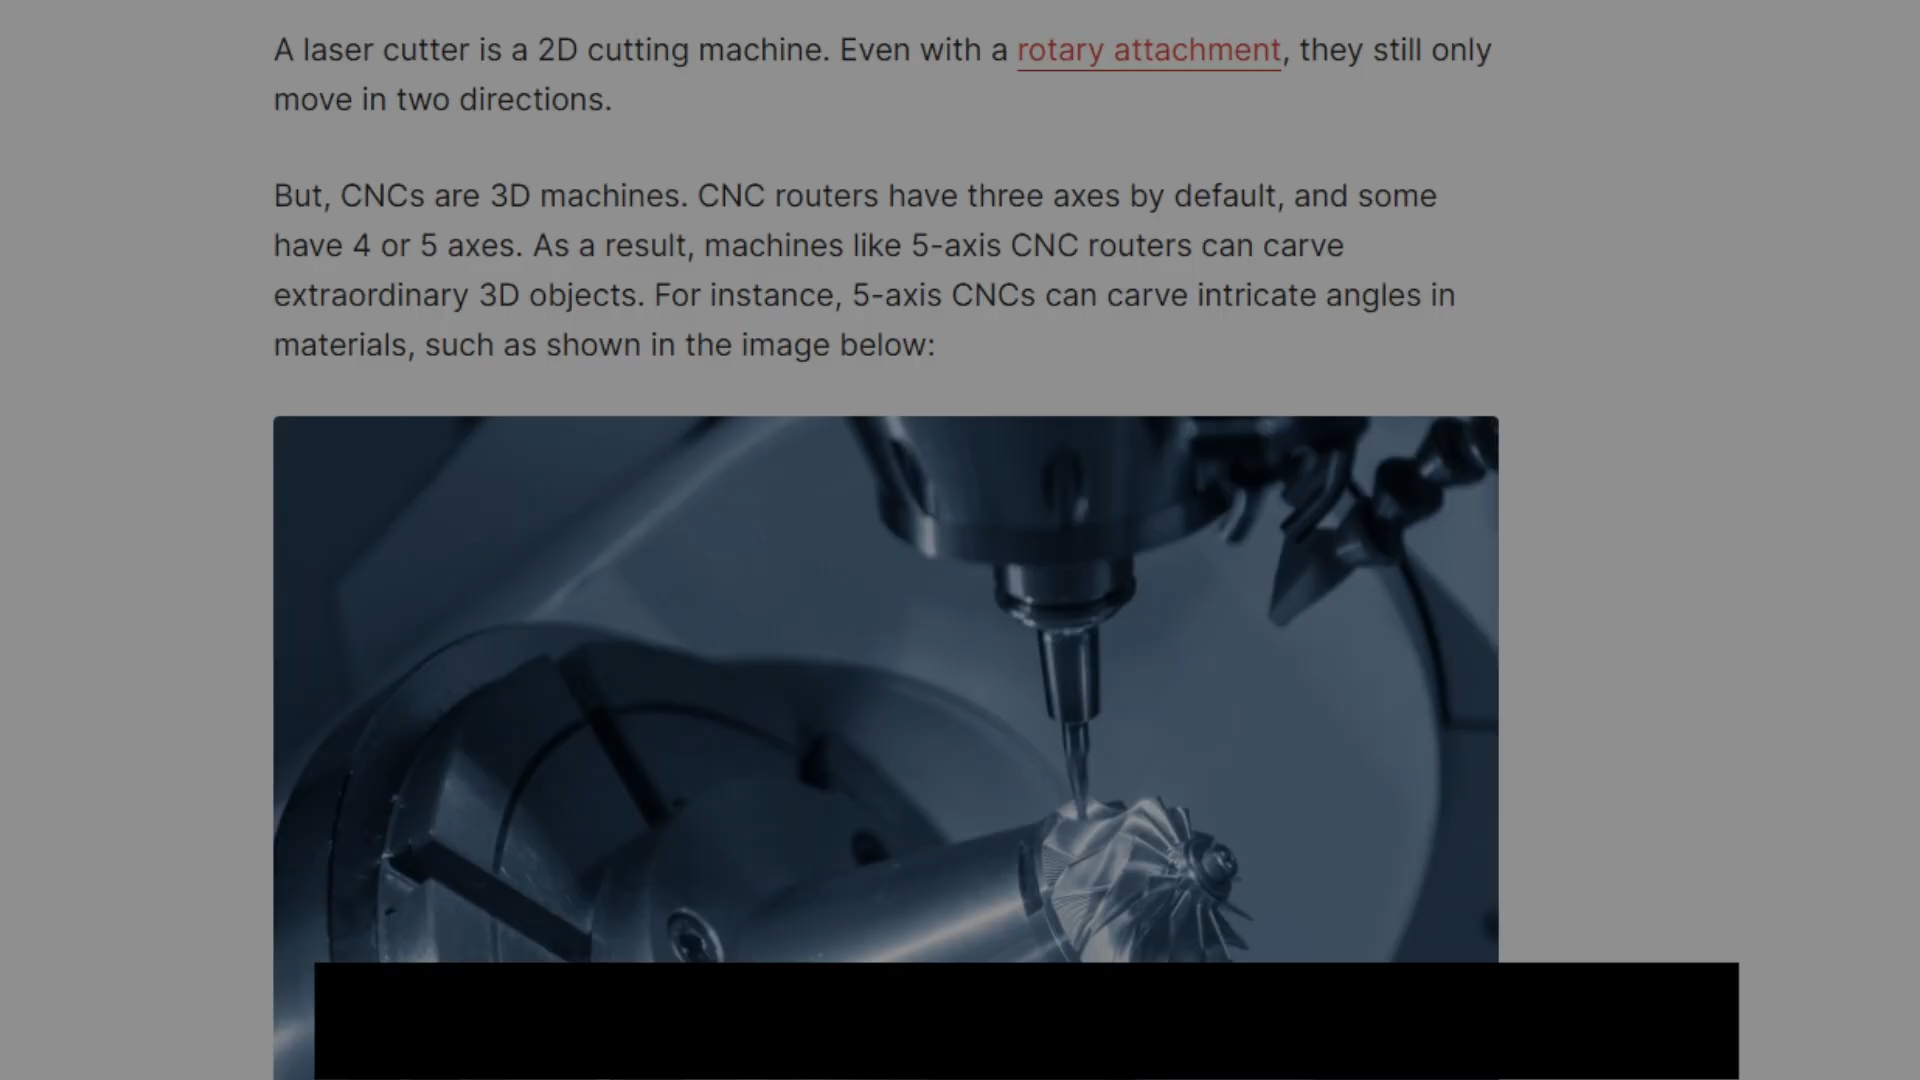 A laser cutter is a 2D cutting machine. Even with a rotary attachment, they still only
move in two directions.
But, CNCs are 3D machines. CNC routers have three axes by default, and some
have 4 or 5 axes. As a result, machines like 5-axis CNC routers can carve
extraordinary 3D objects. For instance, 5-axis CNCs can carve intricate angles in
materials, such as shown in the image below: